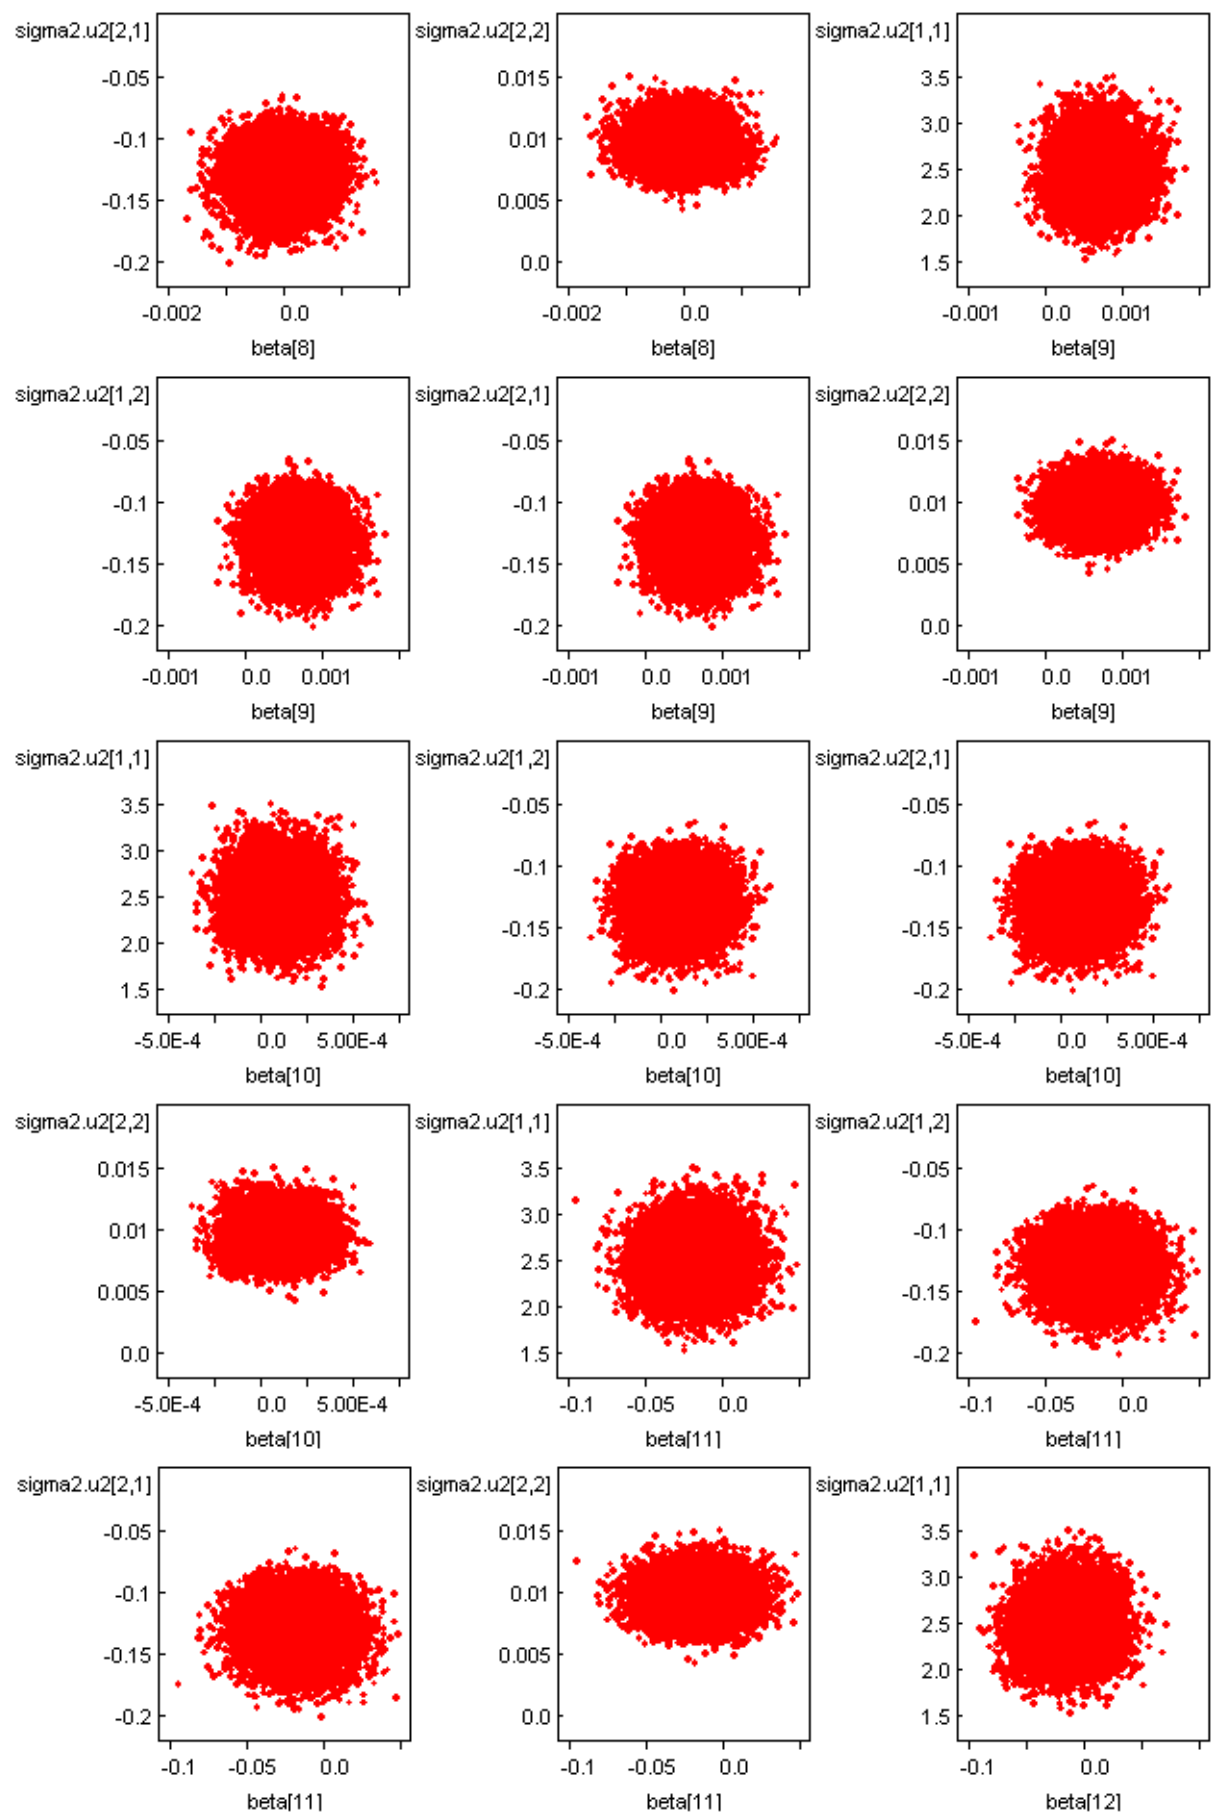 sigma2.u2[2,1] sigma2.u2[2,2] sigma2.u2[1,1]
-0.05 0.015 3.5
-0.1 0.01 3.0
2.5
-0.15 0.005 2.0
-0.2 0.0 1.5
-0.002 0.0 -0.002 0.0 -0.001 0.0 0.001
beta[8] beta[8] beta[9]
sigma2.u2[1,2] sigma2.u2[2,1] sigma2.u2[2,2]
-0.05 -0.05 0.015
-0.1 -0.1 0.01
-0.15 -0.15 0.005
-0.2 -0.2 0.0
-0.001 0.0 0.001 -0.001 0.0 0.001 -0.001 0.0 0.001
beta[9] beta[9] beta[9]
sigma2.u2[1,1] sigma2.u2[1,2] sigma2.u2[2,1]
3.5 -0.05 -0.05
3.0 -0.1 -0.1
2.5
2.0 -0.15 -0.15
1.5 -0.2 -0.2
-5.0E-4 0.0 5.00E-4 -5.0E-4 0.0 5.00E-4 -5.0E-4 0.0 5.00E-4
beta[10] beta[10] beta[10]
sigma2.u2[2,2] sigma2.u2[1,1] sigma2.u2[1,2]
0.015 3.5 -0.05
0.01 3.0 -0.1
2.5
0.005 2.0 -0.15
0.0 1.5 -0.2
-5.0E-4 0.0 5.00E-4 -0.1 -0.05 0.0 -0.1 -0.05 0.0
beta[10] beta[11] beta[11]
sigma2.u2[2,1] sigma2.u2[2,2] sigma2.u2[1,1]
-0.05 0.015 3.5
-0.1 0.01 3.0
2.5
-0.15 0.005 2.0
-0.2 0.0 1.5
-0.1 -0.05 0.0 -0.1 -0.05 0.0 -0.1 0.0
beta[11] beta[11] beta[12]